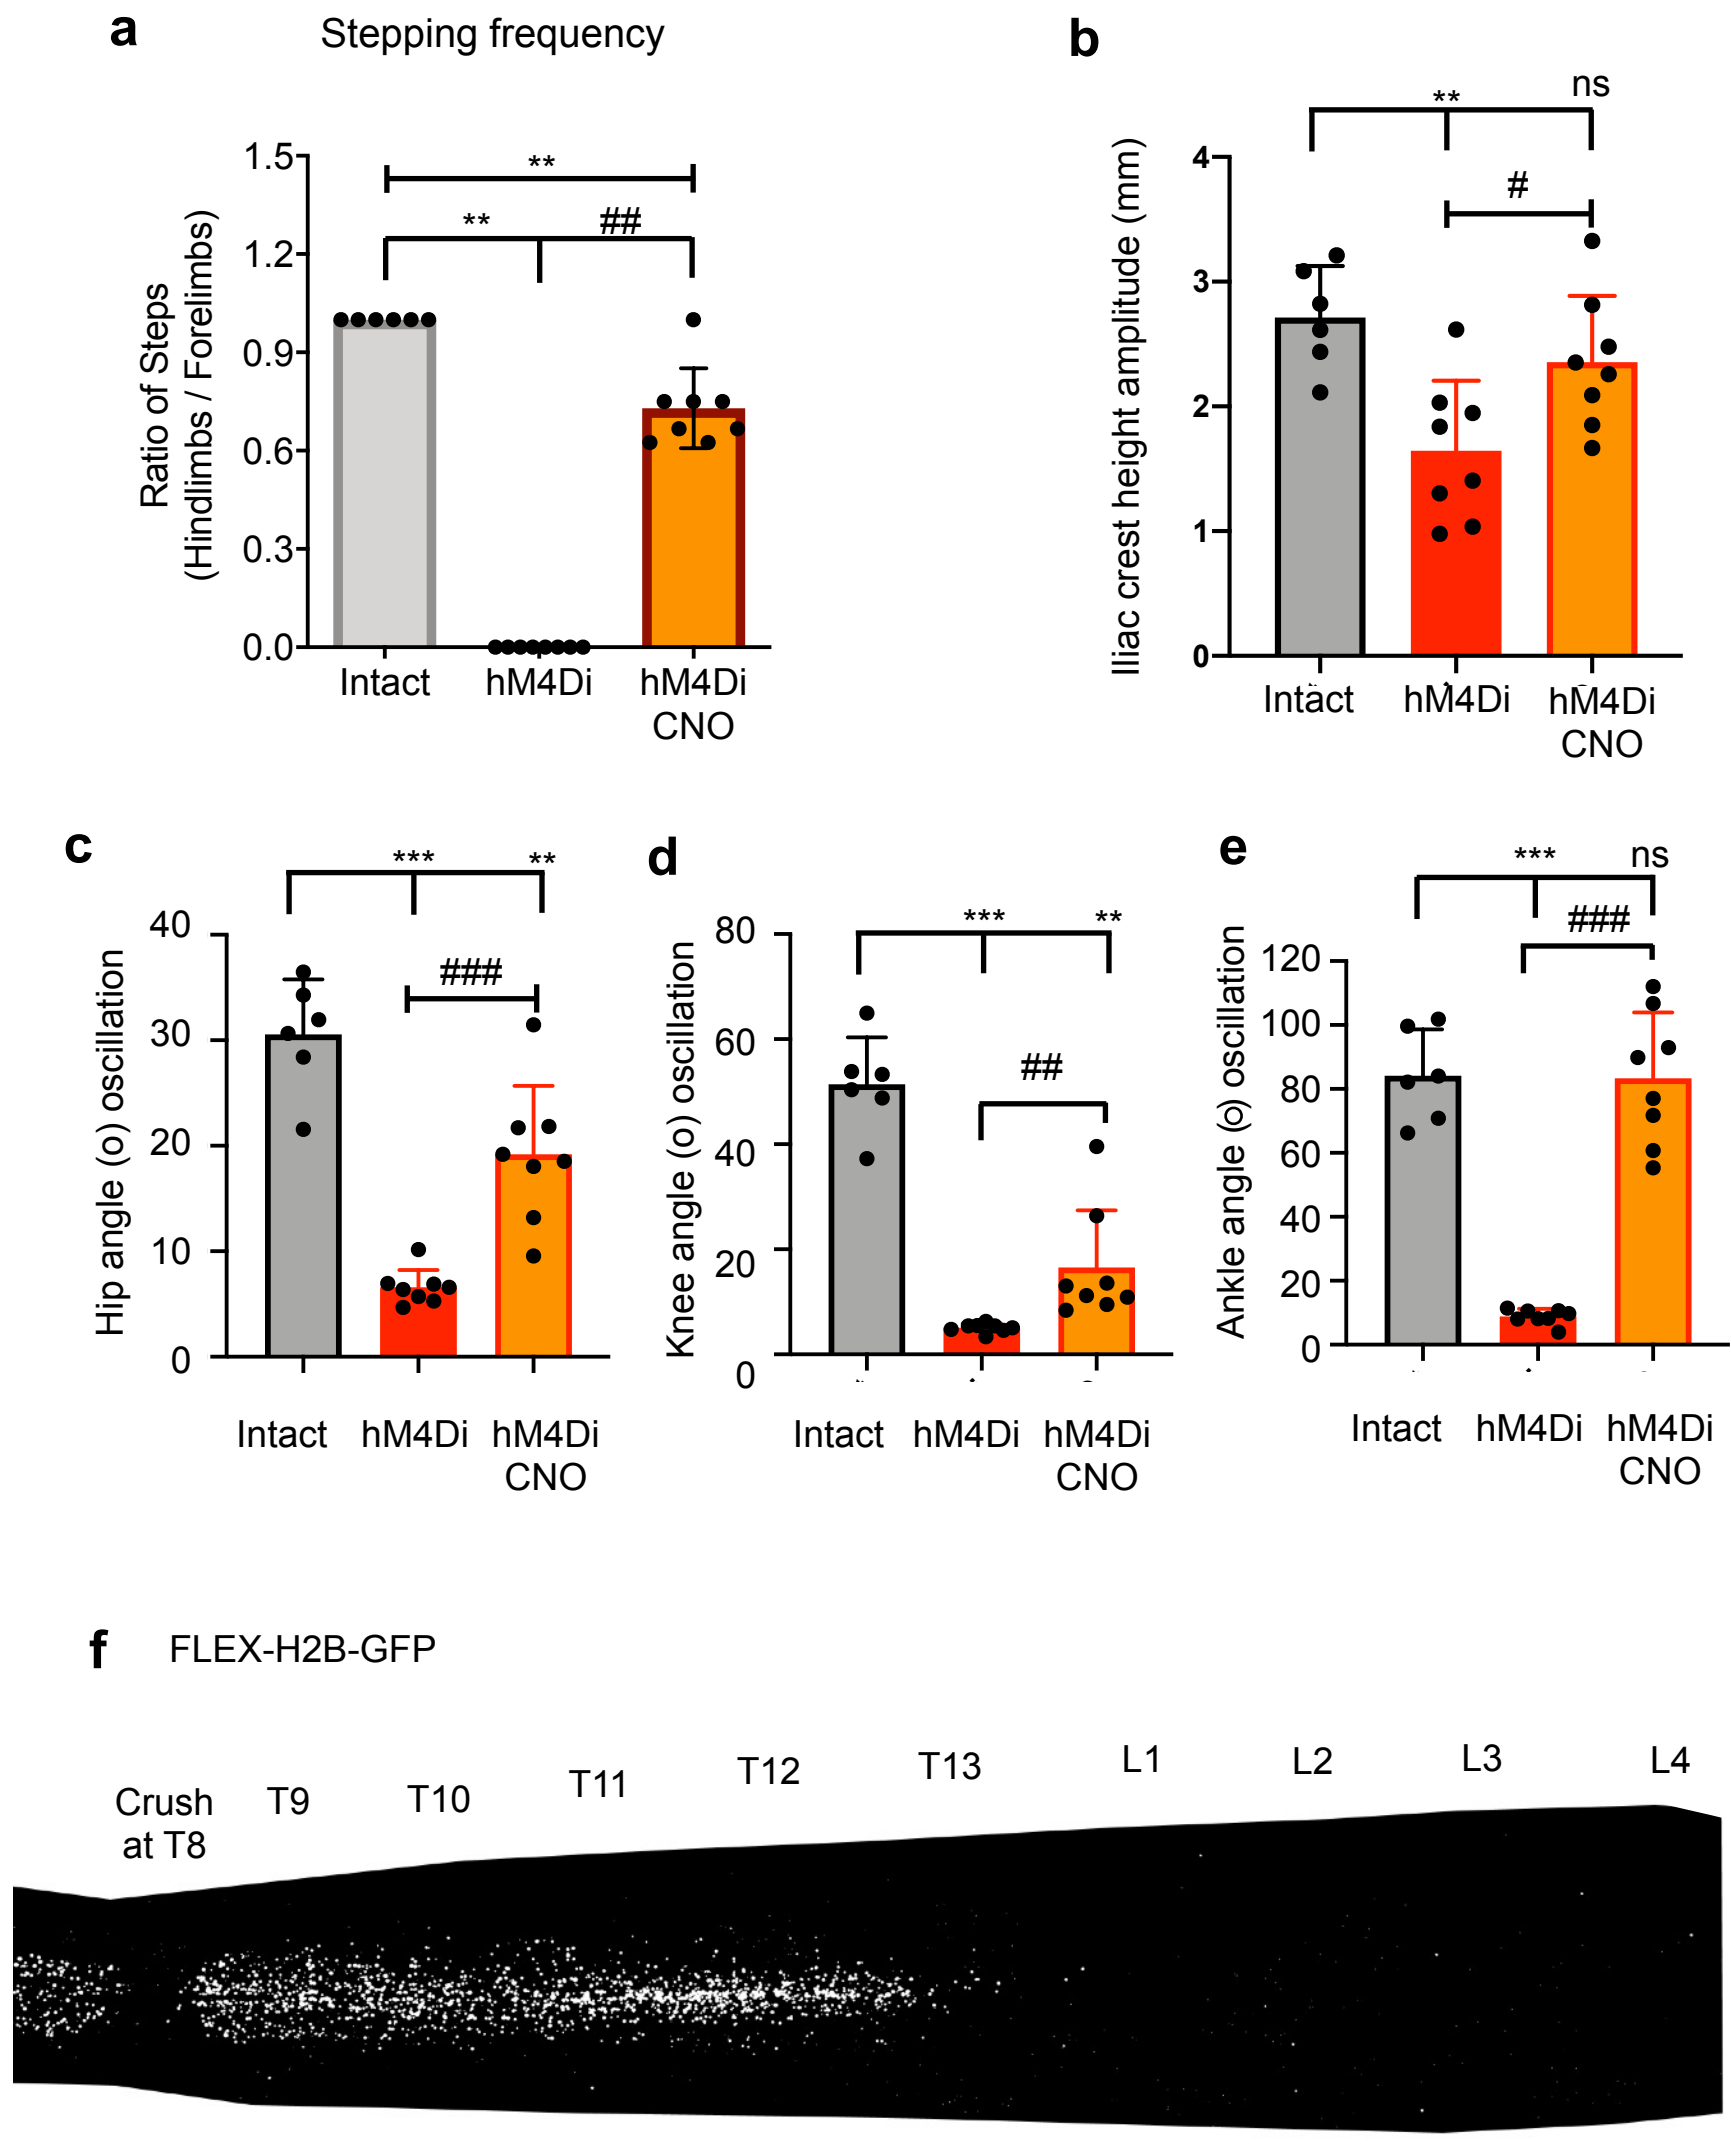 a
Stepping frequency
Ratio of Steps
(Hindlimbs / Forelimbs)
1.5
1.2
0.9
0.6
0.3
0.0
**
** ##
Intact hM4Di hM4Di
CNO
b
Iliac crest height amplitude (mm)
4
3
2
1
0
** ns
#
Intact hM4Di hM4Di
CNO
c
Hip angle (o) oscillation
40
30
20
10
0
*** **
###
Intact hM4Di hM4Di
CNO
d
Knee angle (o) oscillation
80
60
40
20
0
*** **
##
Intact hM4Di hM4Di
CNO
e
Ankle angle (o) oscillation
120
100
80
60
40
20
0
*** ns
###
Intact hM4Di hM4Di
CNO
f FLEX-H2B-GFP
Crush
at T8
T9 T10 T11 T12 T13 L1 L2 L3 L4